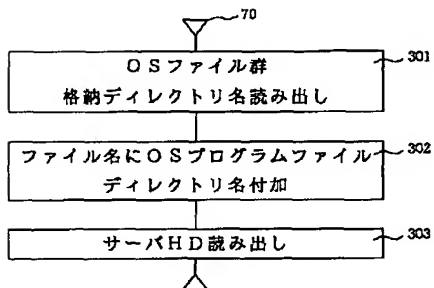 70
OSファイル群
格納ディレクトリ名読み出し
301
ファイル名にOSプログラムファイル
ディレクトリ名付加
302
サーバHD読み出し
303